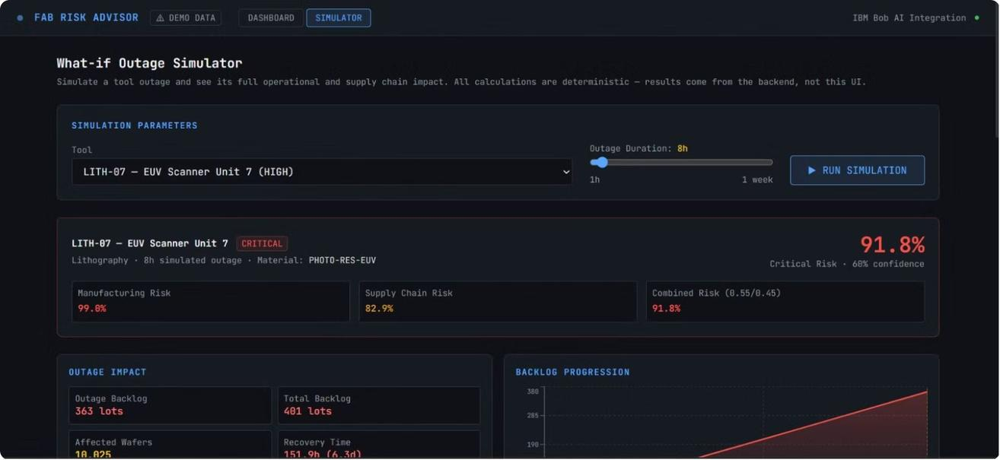 FAB RISK ADVISOR ⚠ DEMO DATA DASHBOARD SIMULATOR IBM Bob AI Integration
What-if Outage Simulator
Simulate a tool outage and see its full operational and supply chain impact. All calculations are deterministic — results come from the backend, not this UI.
SIMULATION PARAMETERS
Tool
LITH-07 — EUV Scanner Unit 7 (HIGH)
Outage Duration: 8h
1h 1 week
▶ RUN SIMULATION
LITH-07 — EUV Scanner Unit 7 CRITICAL
Lithography · 8h simulated outage · Material: PHOTO-RES-EUV
91.8%
Critical Risk · 60% confidence
Manufacturing Risk
99.0%
Supply Chain Risk
82.9%
Combined Risk (0.55/0.45)
91.8%
OUTAGE IMPACT
Outage Backlog
363 lots
Total Backlog
401 lots
Affected Wafers
10,025
Recovery Time
151.9h (6.3d)
BACKLOG PROGRESSION
380
285
190